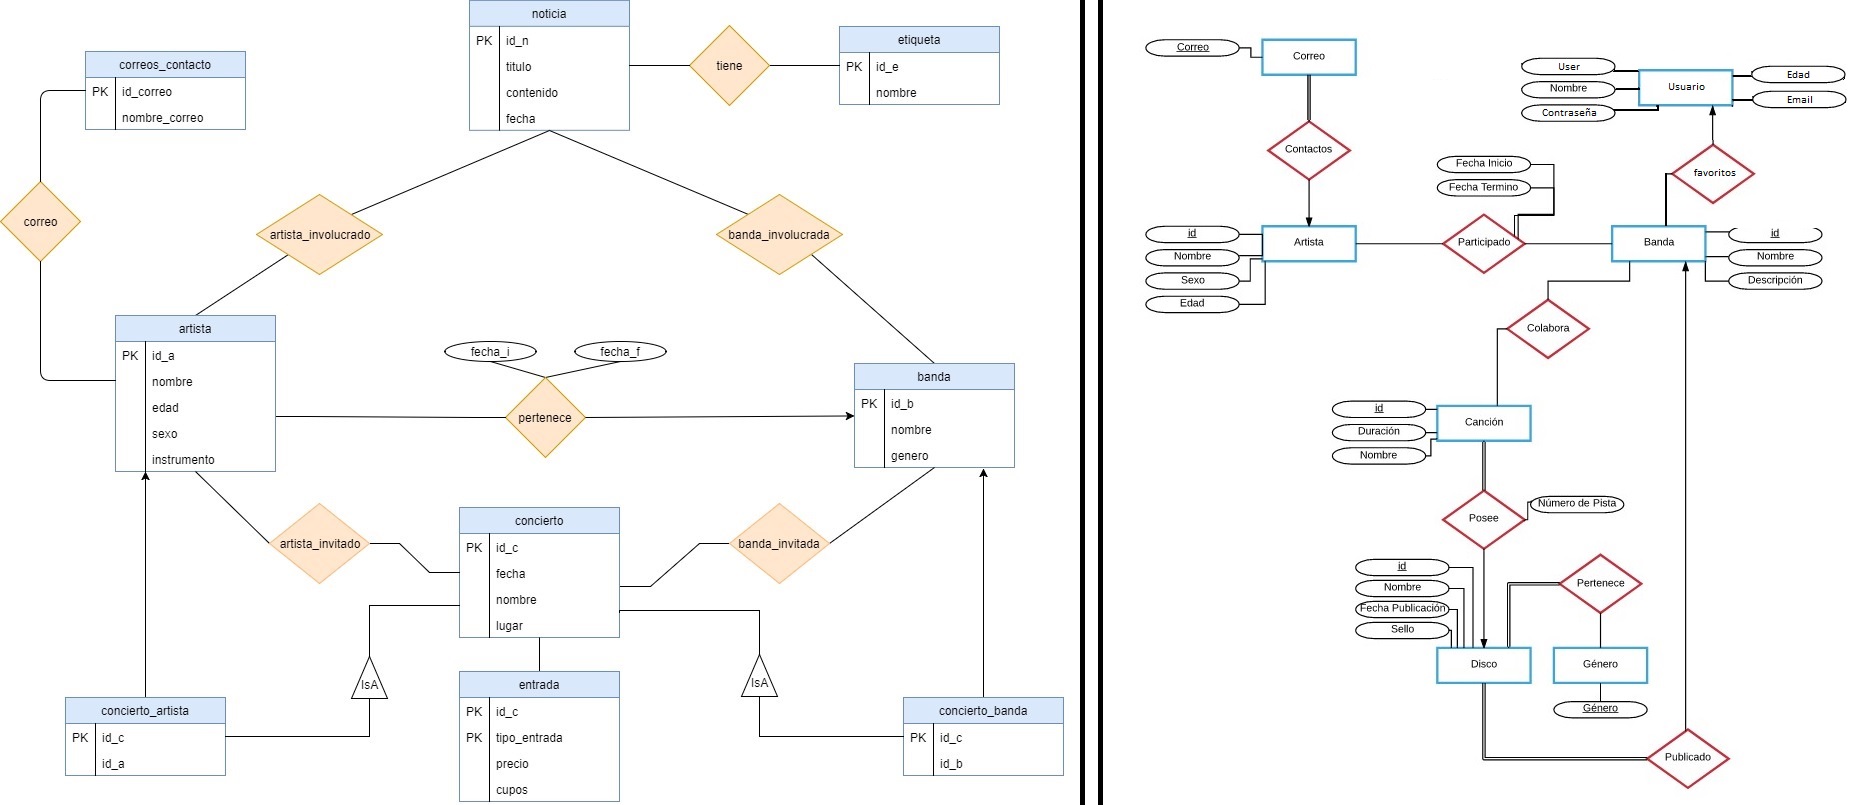 noticia
PK id_n
titulo
contenido
fecha
tiene
etiqueta
PK id_e
nombre
correos_contacto
PK id_correo
nombre_correo
correo
artista_involucrado
banda_involucrada
artista
PK id_a
nombre
edad
sexo
instrumento
fecha_i
fecha_f
pertenece
banda
PK id_b
nombre
genero
artista_invitado
concierto
PK id_c
fecha
nombre
lugar
banda_invitada
IsA
IsA
concierto_artista
PK id_c
id_a
entrada
PK id_c
PK tipo_entrada
precio
cupos
concierto_banda
PK id_c
id_b
Correo
Correo
Contactos
User
Nombre
Contraseña
Usuario
Edad
Email
favoritos
Fecha Inicio
Fecha Termino
id
Nombre
Sexo
Edad
Artista
Participado
Banda
id
Nombre
Descripción
Colabora
id
Duración
Nombre
Canción
Posee
Número de Pista
id
Nombre
Fecha Publicación
Sello
Disco
Pertenece
Género
Género
Publicado